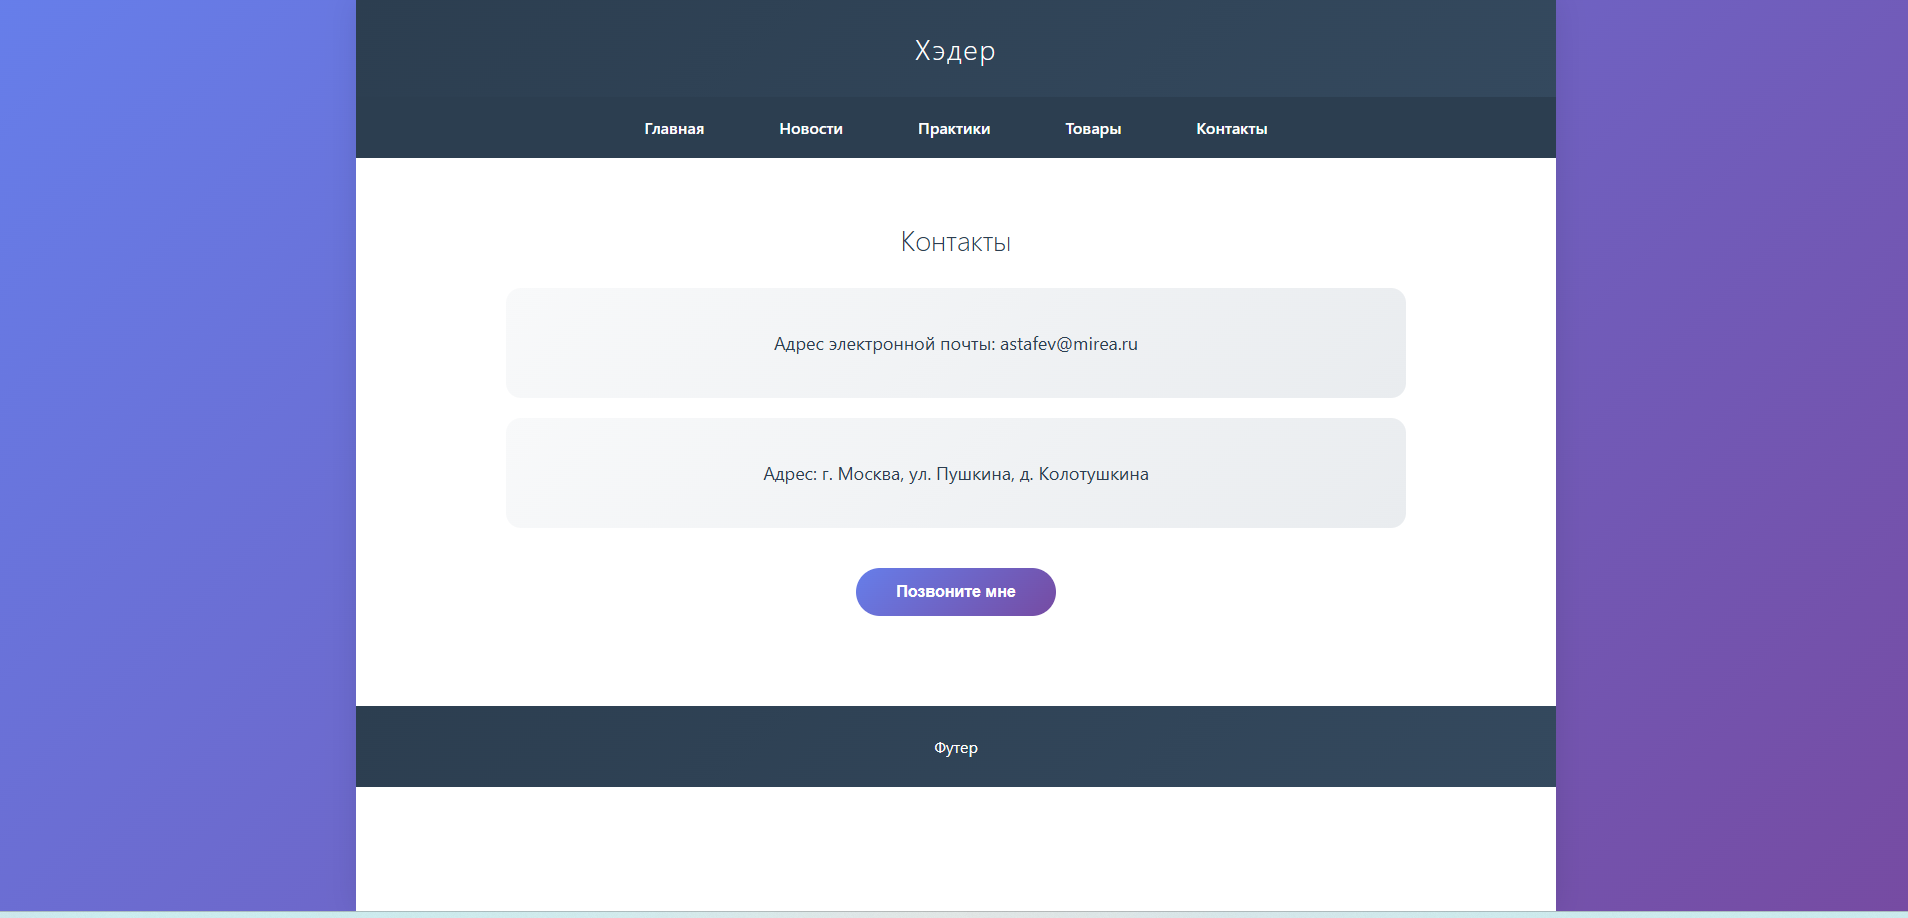 Хэдер
Главная Новости Практики Товары Контакты
Контакты
Адрес электронной почты: astafev@mirea.ru
Адрес: г. Москва, ул. Пушкина, д. Колотушкина
Позвоните мне
Футер